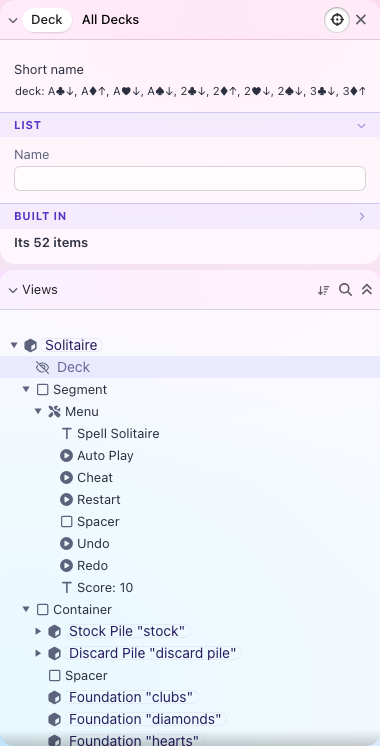 Deck All Decks
Short name
deck: A♣↓, A♦↑, A♥↓, A♠↓, 2♣↓, 2♦↑, 2♥↓, 2♠↓, 3♣↓, 3♦↑
LIST
Name
BUILT IN
Its 52 items
Views
Solitaire
Deck
Segment
Menu
Spell Solitaire
Auto Play
Cheat
Restart
Spacer
Undo
Redo
Score: 10
Container
Stock Pile "stock"
Discard Pile "discard pile"
Spacer
Foundation "clubs"
Foundation "diamonds"
Foundation "hearts"